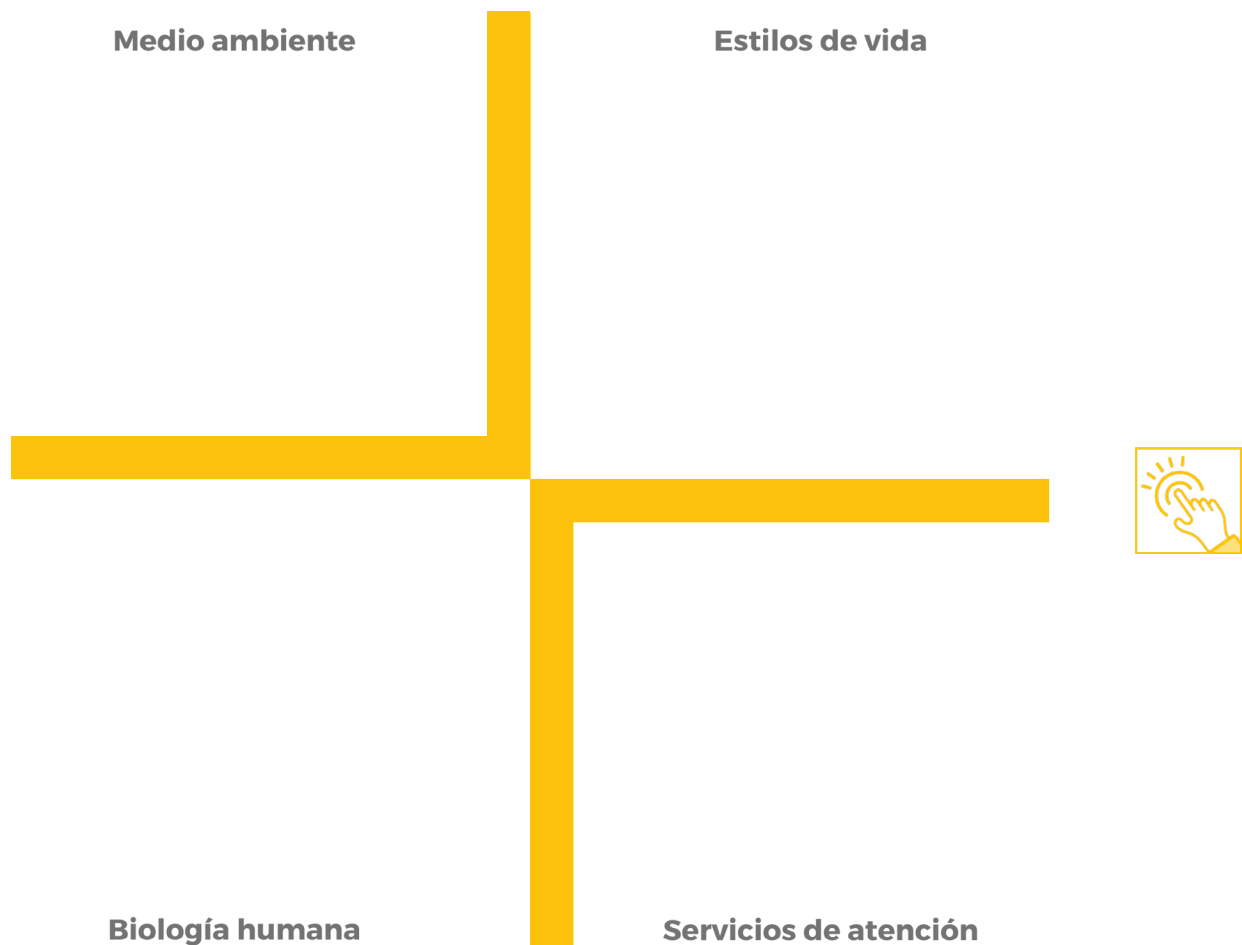 Medio ambiente
Estilos de vida
Biología humana
Servicios de atención